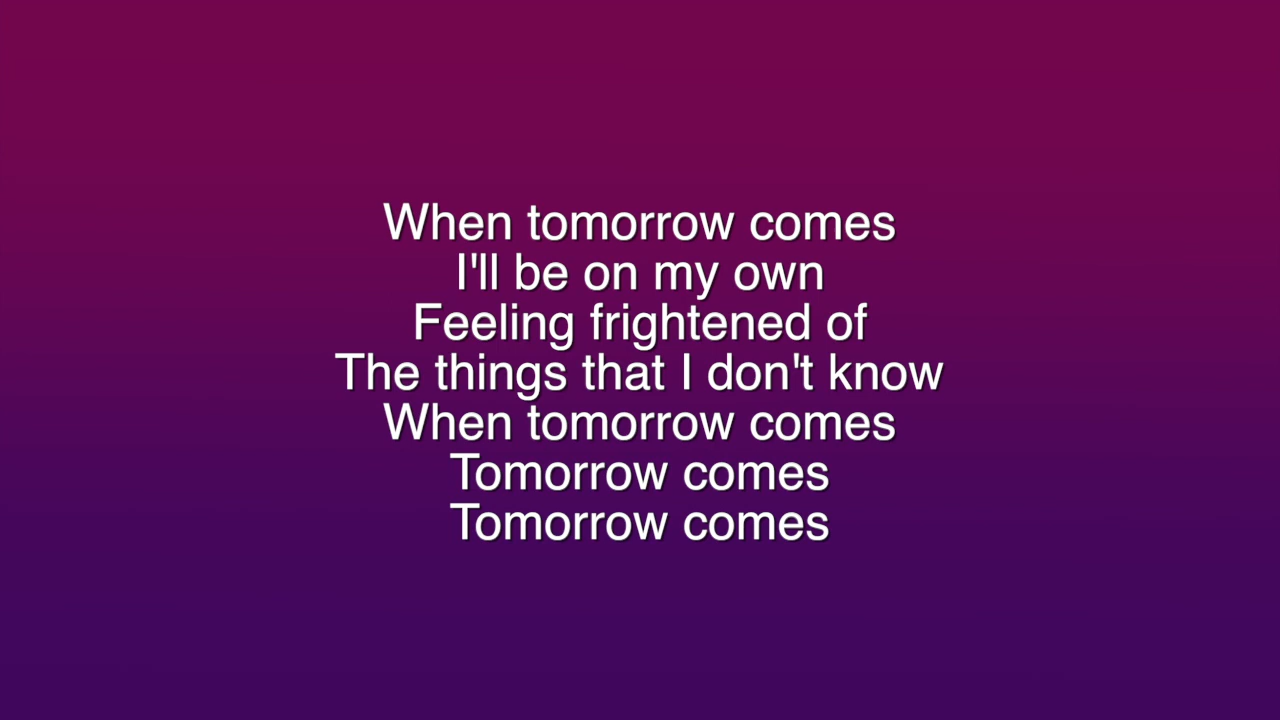 When tomorrow comes
I'll be on my own
Feeling frightened of
The things that I don't know
When tomorrow comes
Tomorrow comes
Tomorrow comes